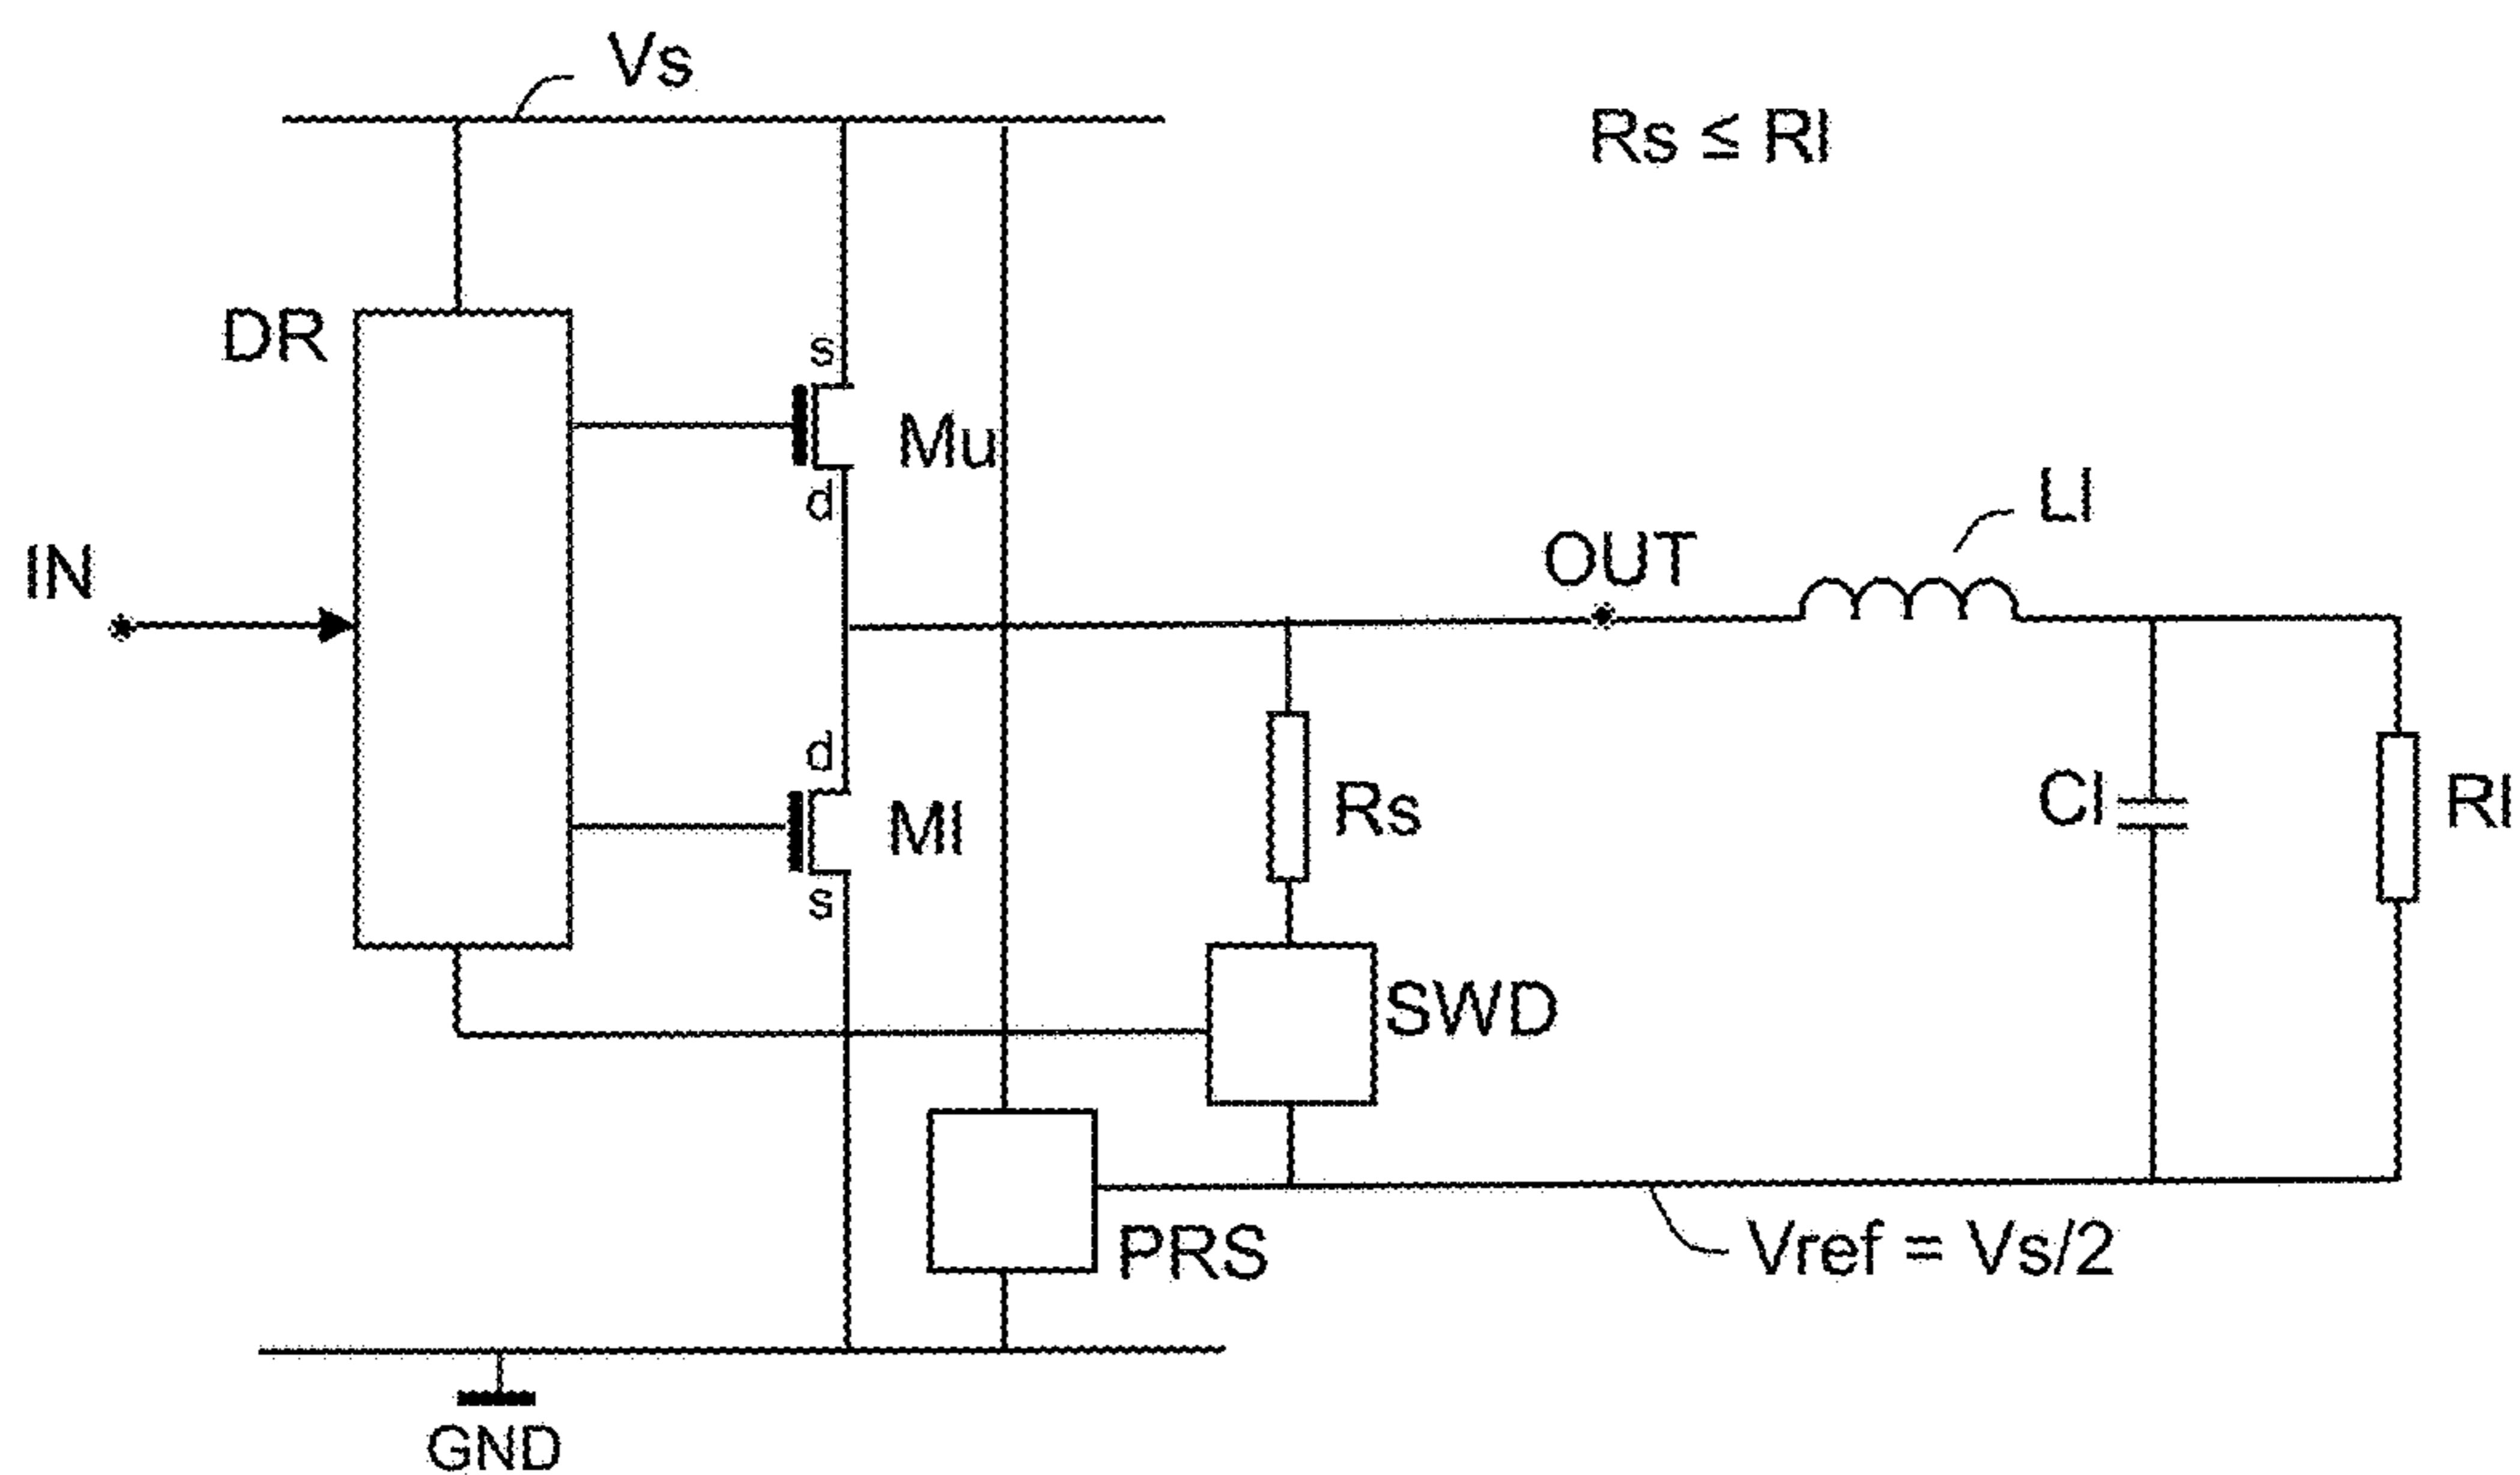 Vs
Rs ≤ Rl
DR
s
Mu
d
IN
OUT
Ll
d
Ml
s
Rs
Cl
Rl
SWD
PRS
Vref = Vs/2
GND